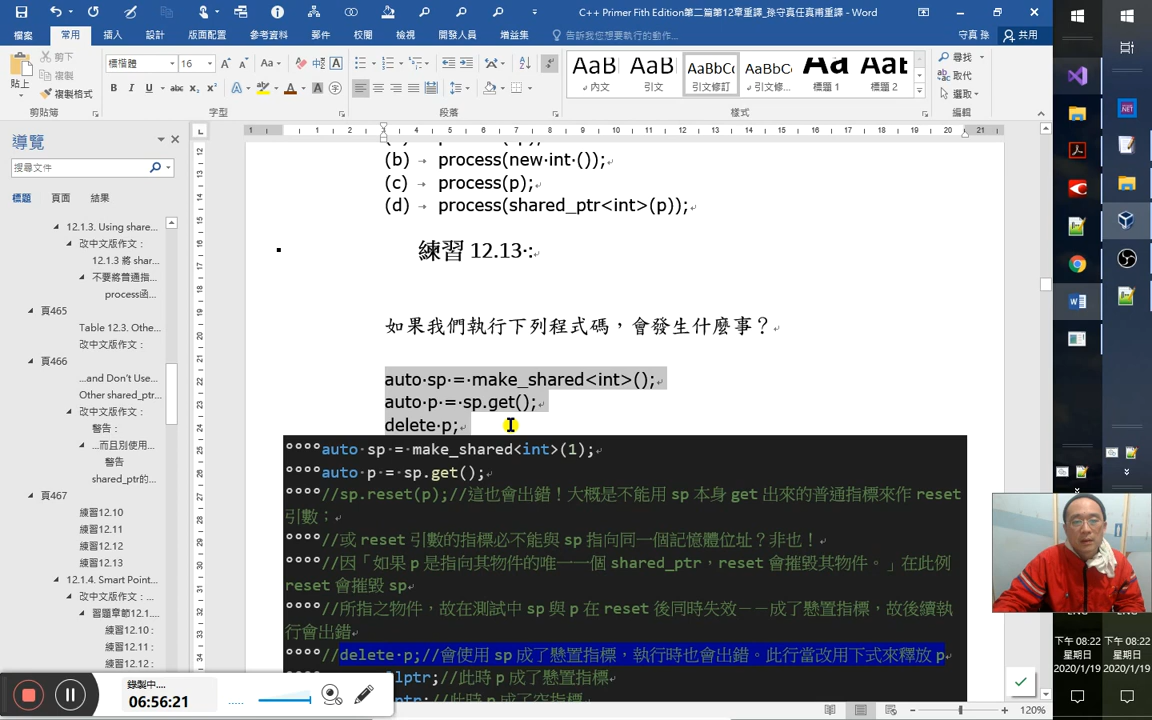 C++ Primer Fith Edition第二篇第12章重譯_孫守真任真甫重譯 - Word
檔案 常用 插入 設計 版面配置 參考資料 郵件 校閱 檢視 開發人員 增益集 告訴我您想要執行的動作... 守真 孫 共用
剪下
複製
貼上 複製格式
標楷體 16
AaB AaB AaBbCc AaBbC AaB AaBt
內文 引文 引文修訂 引文修... 標題 1 標題 2
尋找
取代
選取
剪貼簿 字型 段落 樣式 編輯
導覽
搜尋文件
標題 頁面 結果
12.1.3. Using share...
改中文版作文：
12.1.3 將 shar...
不要將普通指...
process函...
頁465
Table 12.3. Othe...
改中文版作文：
頁466
...and Don't Use...
Other shared_ptr...
改中文版作文：
警告：
...而且別使用...
警告
shared_ptr的...
頁467
練習12.10
練習12.11
練習12.12
練習12.13
12.1.4. Smart Point...
改中文版作文：
習題章節12.1....
練習12.10 :
練習12.11 :
練習12.12 :
(b) → process(new·int·());
(c) → process(p);
(d) → process(shared_ptr<int>(p));
練習 12.13·:
如果我們執行下列程式碼，會發生什麼事？
auto·sp·=·make_shared<int>();
auto·p·=·sp.get();
delete·p;
auto·sp·=·make_shared<int>(1);
auto·p·=·sp.get();
//sp.reset(p);//這也會出錯！大概是不能用 sp 本身 get 出來的普通指標來作 reset
引數；
//或 reset 引數的指標必不能與 sp 指向同一個記憶體位址？非也！
//因「如果 p 是指向其物件的唯一一個 shared_ptr，reset 會摧毀其物件。」在此例
reset 會摧毀 sp
//所指之物件，故在測試中 sp 與 p 在 reset 後同時失效－－成了懸置指標，故後續執
行會出錯
//delete·p;//會使用 sp 成了懸置指標，執行時也會出錯。此行當改用下式來釋放 p
lptr;//此時 p 成了懸置指標
tr;//此時 p 成了空指標
錄製中...
06:56:21
120%
下午 08:22
星期日
2020/1/19
下午 08:22
星期日
2020/1/19